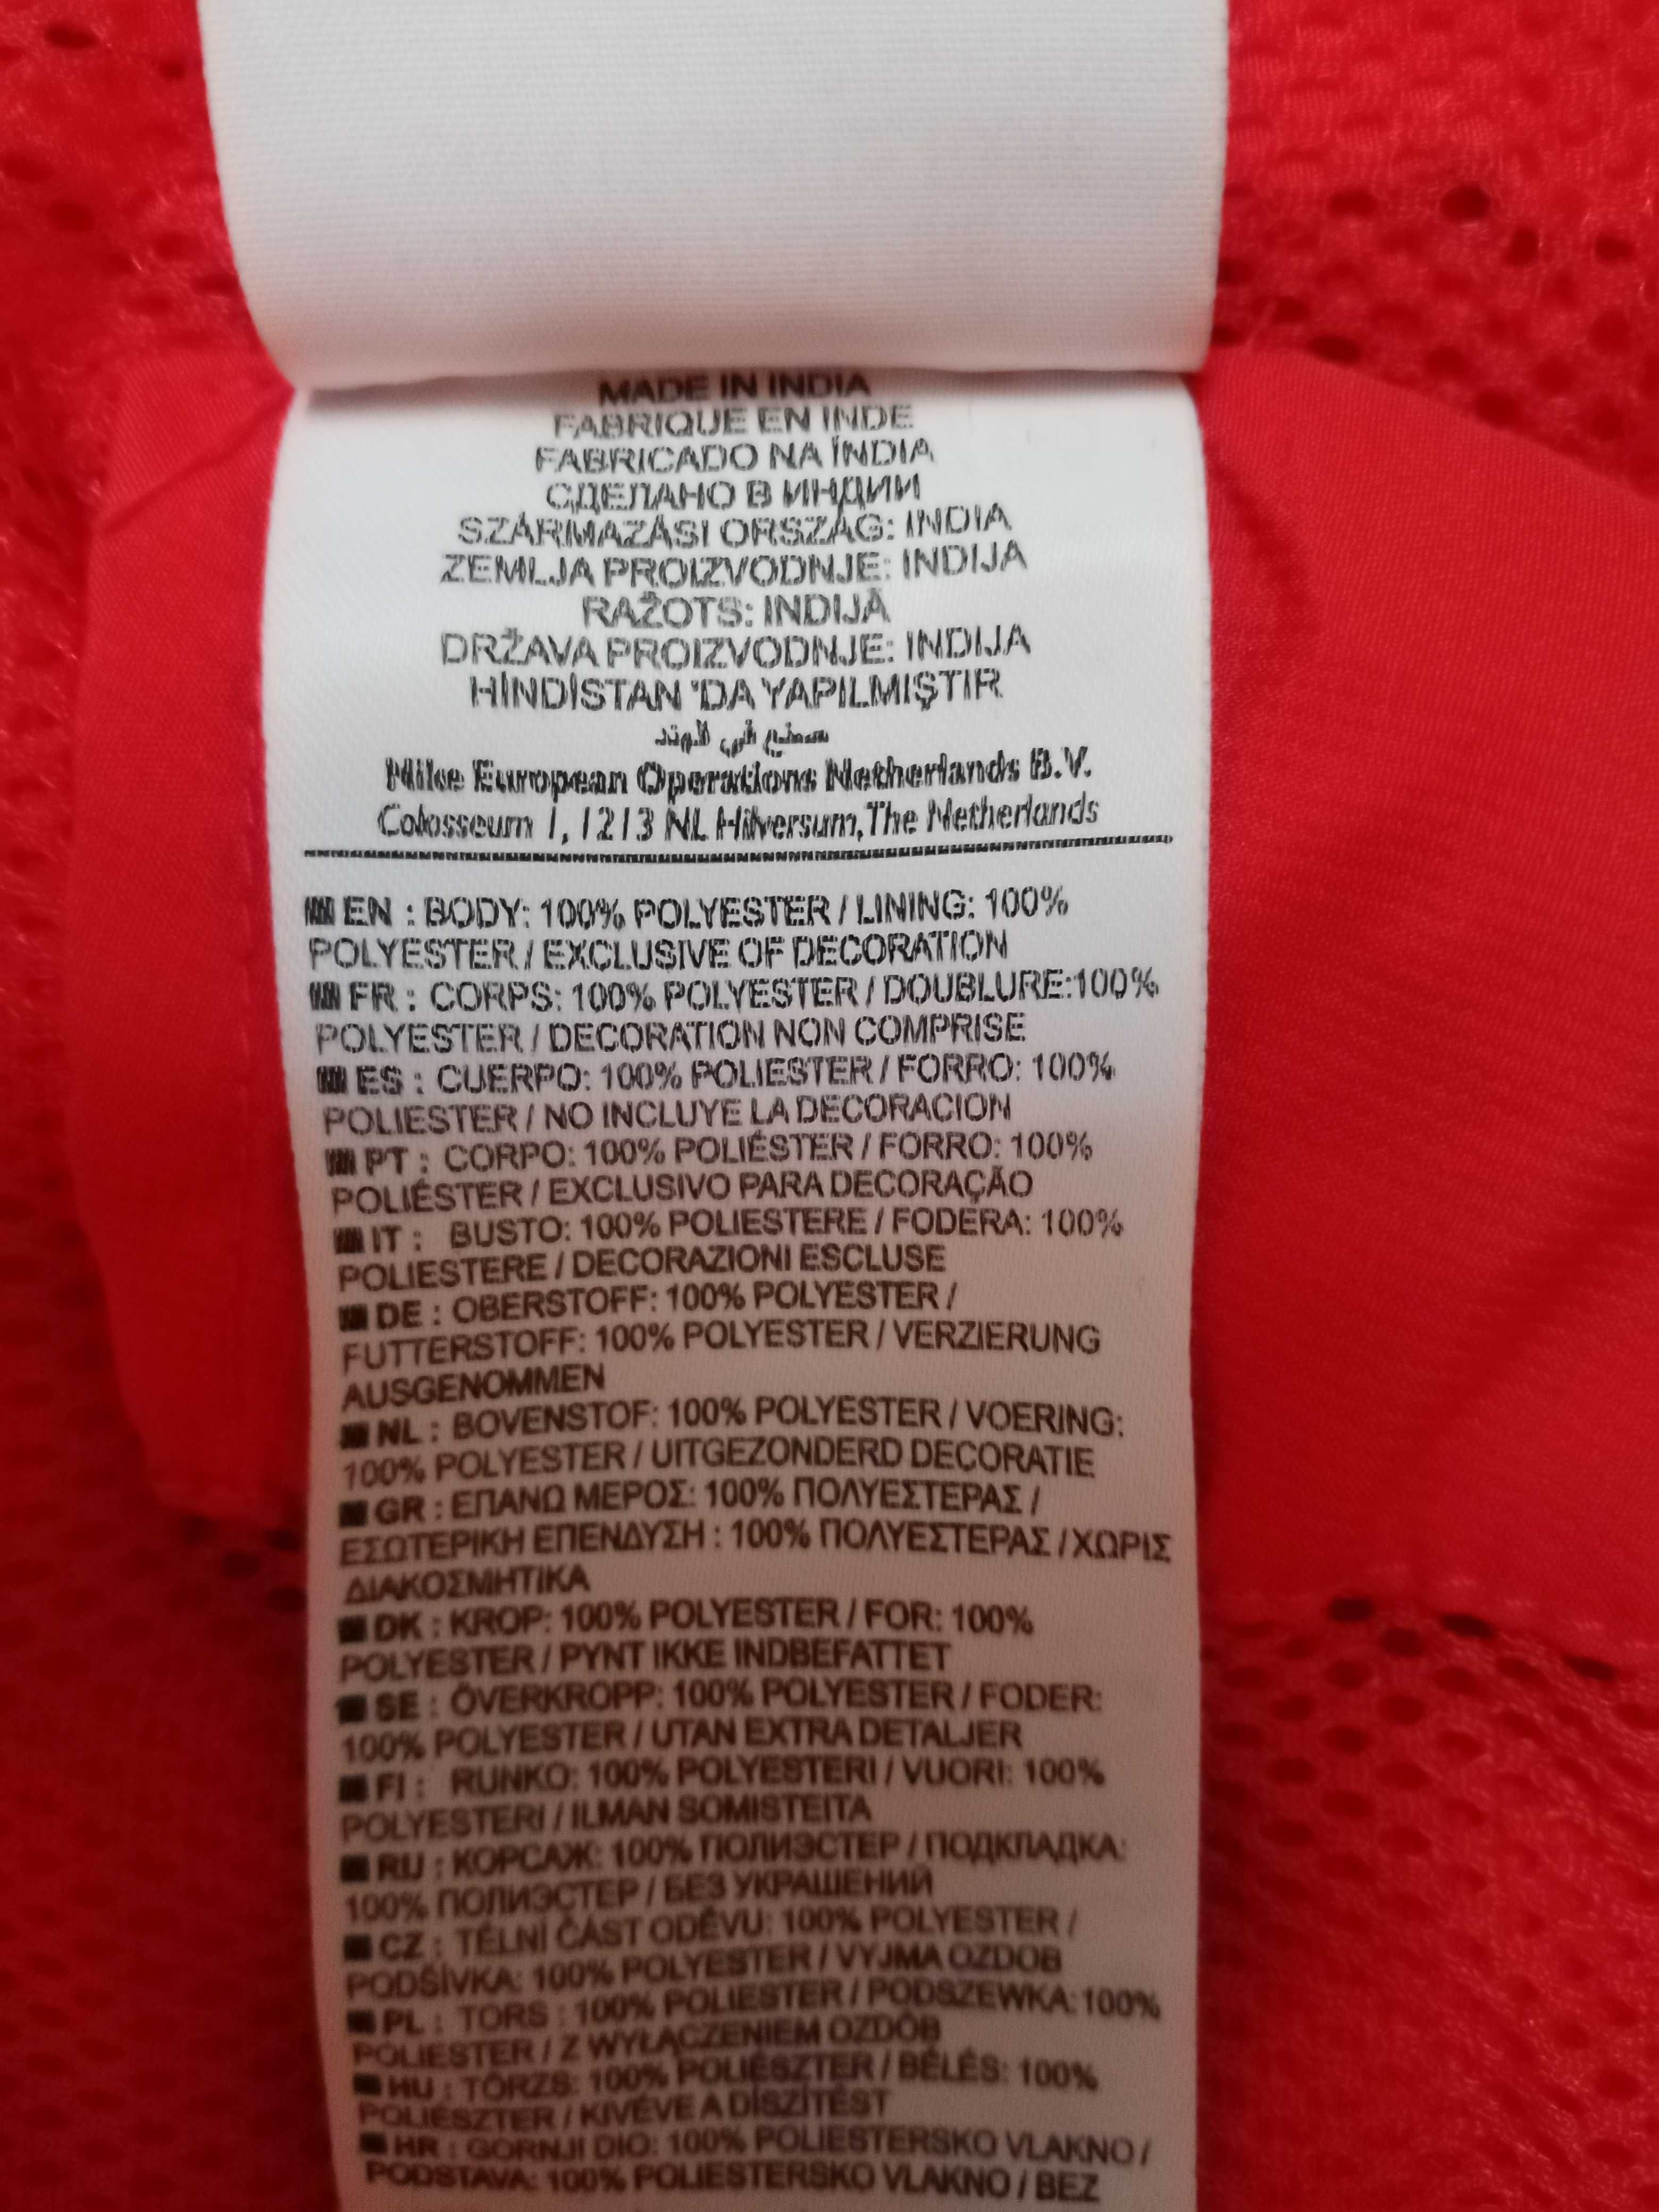 MADE IN INDIA
FABRIQUE EN INDE
FABRICADO NA ÍNDIA
СДЕЛАНО В ИНДИИ
SZÁRMAZÁSI ORSZÁG: INDIA
ZEMLJA PROIZVODNJE: INDIJA
RAŽOTS: INDIJĀ
DRŽAVA PROIZVODNJE: INDIJA
HİNDİSTAN 'DA YAPILMIŞTIR
صنع في الهند
Nike European Operations Netherlands B.V.
Colosseum 1, 1213 NL Hilversum,The Netherlands
EN : BODY: 100% POLYESTER / LINING: 100%
POLYESTER / EXCLUSIVE OF DECORATION
FR : CORPS: 100% POLYESTER / DOUBLURE:100%
POLYESTER / DECORATION NON COMPRISE
ES : CUERPO: 100% POLIESTER / FORRO: 100%
POLIESTER / NO INCLUYE LA DECORACION
PT : CORPO: 100% POLIÉSTER / FORRO: 100%
POLIÉSTER / EXCLUSIVO PARA DECORAÇÃO
IT : BUSTO: 100% POLIESTERE / FODERA: 100%
POLIESTERE / DECORAZIONI ESCLUSE
DE : OBERSTOFF: 100% POLYESTER /
FUTTERSTOFF: 100% POLYESTER / VERZIERUNG
AUSGENOMMEN
NL : BOVENSTOF: 100% POLYESTER / VOERING:
100% POLYESTER / UITGEZONDERD DECORATIE
GR : ΕΠΑΝΩ ΜΕΡΟΣ: 100% ΠΟΛΥΕΣΤΕΡΑΣ /
ΕΣΩΤΕΡΙΚΗ ΕΠΕΝΔΥΣΗ : 100% ΠΟΛΥΕΣΤΕΡΑΣ / ΧΩΡΙΣ
ΔΙΑΚΟΣΜΗΤΙΚΑ
DK : KROP: 100% POLYESTER / FOR: 100%
POLYESTER / PYNT IKKE INDBEFATTET
SE : ÖVERKROPP: 100% POLYESTER / FODER:
100% POLYESTER / UTAN EXTRA DETALJER
FI : RUNKO: 100% POLYESTERI / VUORI: 100%
POLYESTERI / ILMAN SOMISTEITA
RU : КОРСАЖ: 100% ПОЛИЭСТЕР / ПОДКЛАДКА:
100% ПОЛИЭСТЕР / БЕЗ УКРАШЕНИЙ
CZ : TĚLNÍ ČÁST ODĚVU: 100% POLYESTER /
PODŠÍVKA: 100% POLYESTER / VYJMA OZDOB
PL : TORS : 100% POLIESTER / PODSZEWKA:100%
POLIESTER / Z WYŁĄCZENIEM OZDÓB
HU : TÖRZS: 100% POLIÉSZTER / BÉLÉS: 100%
POLIÉSZTER / KIVÉVE A DÍSZÍTÉST
HR : GORNJI DIO: 100% POLIESTERSKO VLAKNO /
PODSTAVA: 100% POLIESTERSKO VLAKNO / BEZ